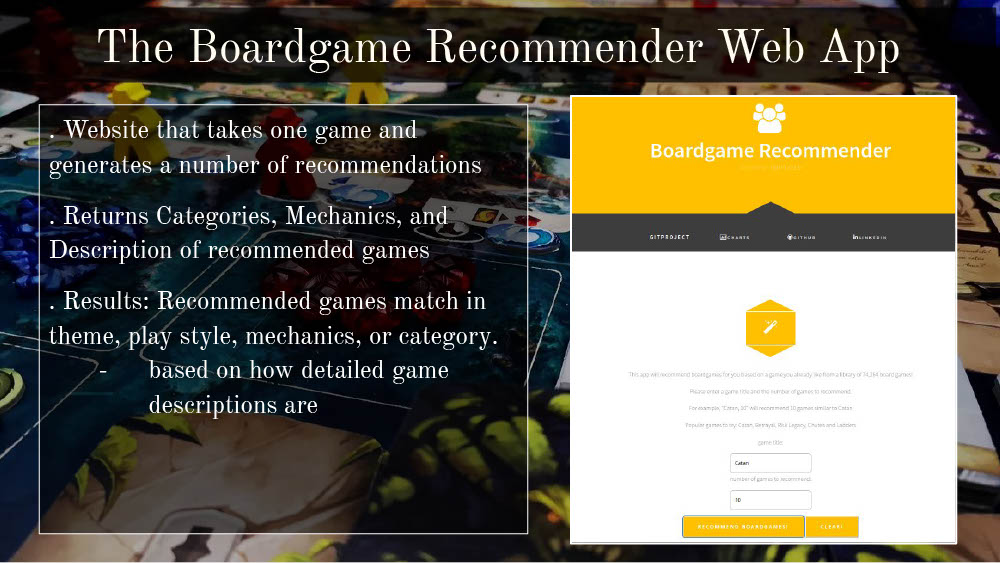 The Boardgame Recommender Web App
. Website that takes one game and
generates a number of recommendations
. Returns Categories, Mechanics, and
Description of recommended games
. Results: Recommended games match in
theme, play style, mechanics, or category.
- based on how detailed game
descriptions are
Boardgame Recommender
GITPROJECT CHARTS GITHUB LINKEDIN
This app will recommend boardgames for you based on a game you already like from a library of 74,264 board games!
Please enter a game title and the number of games to recommend.
For example, "Catan, 10" will recommend 10 games similar to Catan
Popular games to try: Catan, Betrayal, Risk Legacy, Chutes and Ladders
game title
Catan
number of games to recommend:
10
RECOMMEND BOARDGAMES! CLEAR!